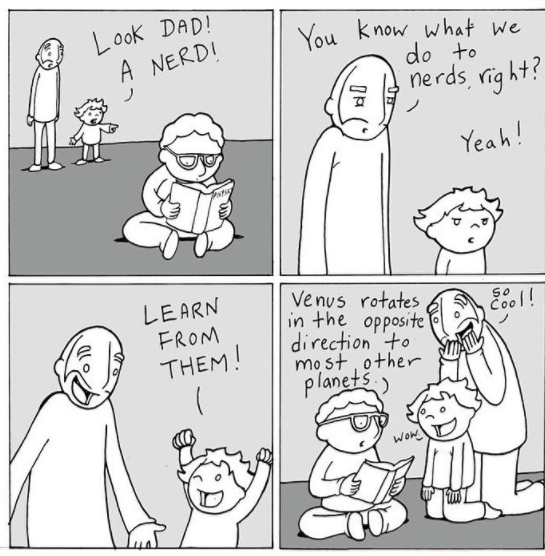 Look DAD!
A NERD!
PHYSICS
You know what we
do to
nerds, right?
Yeah!
LEARN
FROM
THEM!
Venus rotates
in the opposite
direction to
most other
planets.
so
cool!
wow